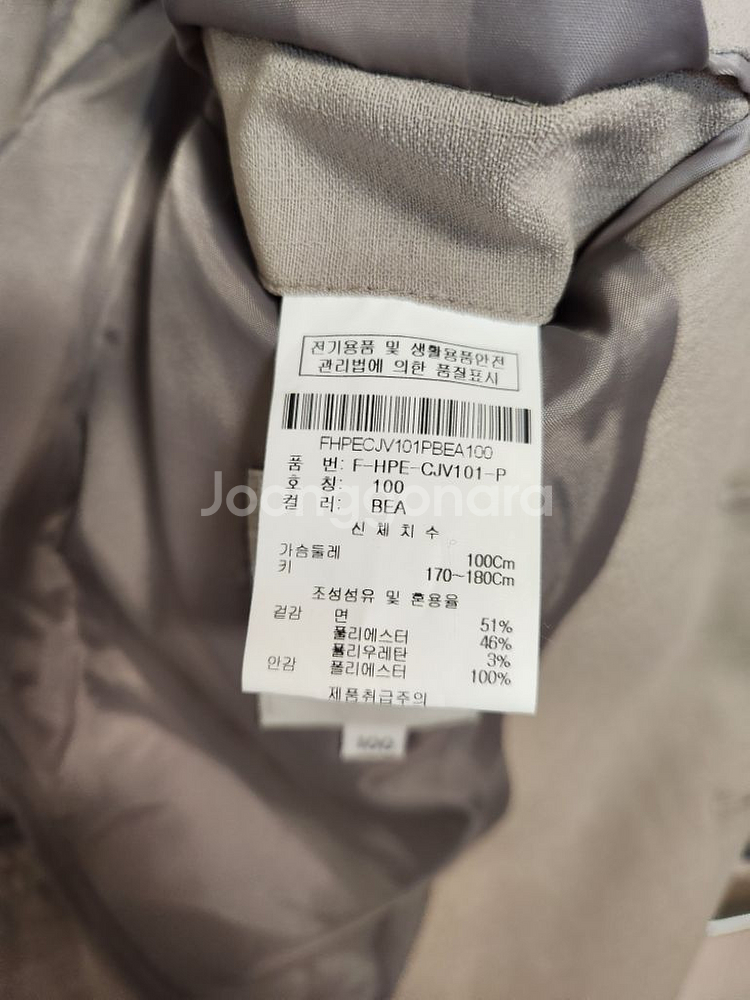 전기용품 및 생활용품안전
관리법에 의한 품질표시
FHPECJV101PBEA100
품 번: F-HPE-CJV101-P
호 칭: 100
컬 러: BEA
Joonggonara
신 체 치 수
가슴둘레 100Cm
키 170~180Cm
조성섬유 및 혼용율
겉감 면 51%
폴리에스터 46%
폴리우레탄 3%
안감 폴리에스터 100%
제품취급주의